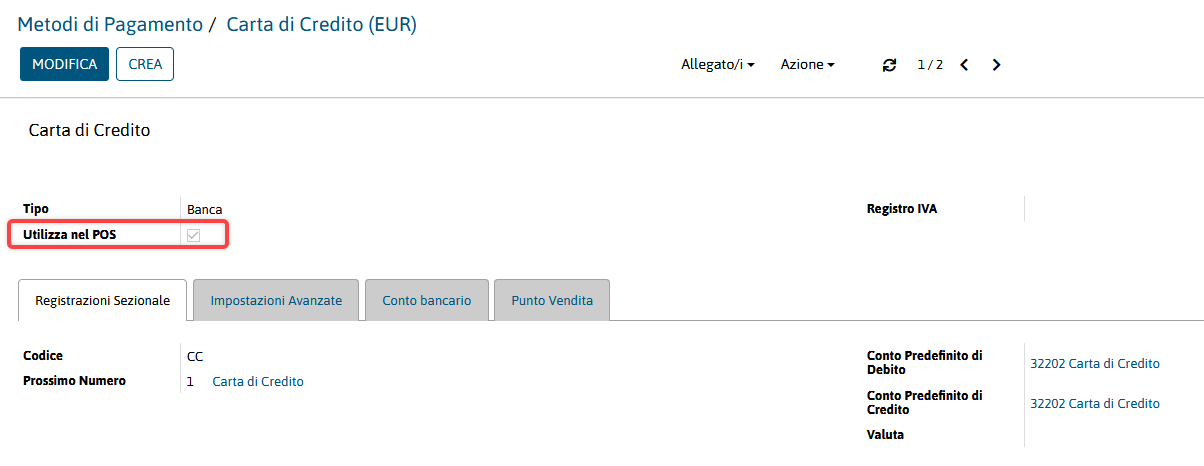 Metodi di Pagamento / Carta di Credito (EUR)
MODIFICA CREA Allegato/i Azione 1 / 2
Carta di Credito
Tipo Banca Registro IVA
Utilizza nel POS
Registrazioni Sezionale Impostazioni Avanzate Conto bancario Punto Vendita
Codice CC Conto Predefinito di Debito 32202 Carta di Credito
Prossimo Numero 1 Carta di Credito
Conto Predefinito di Credito 32202 Carta di Credito
Valuta